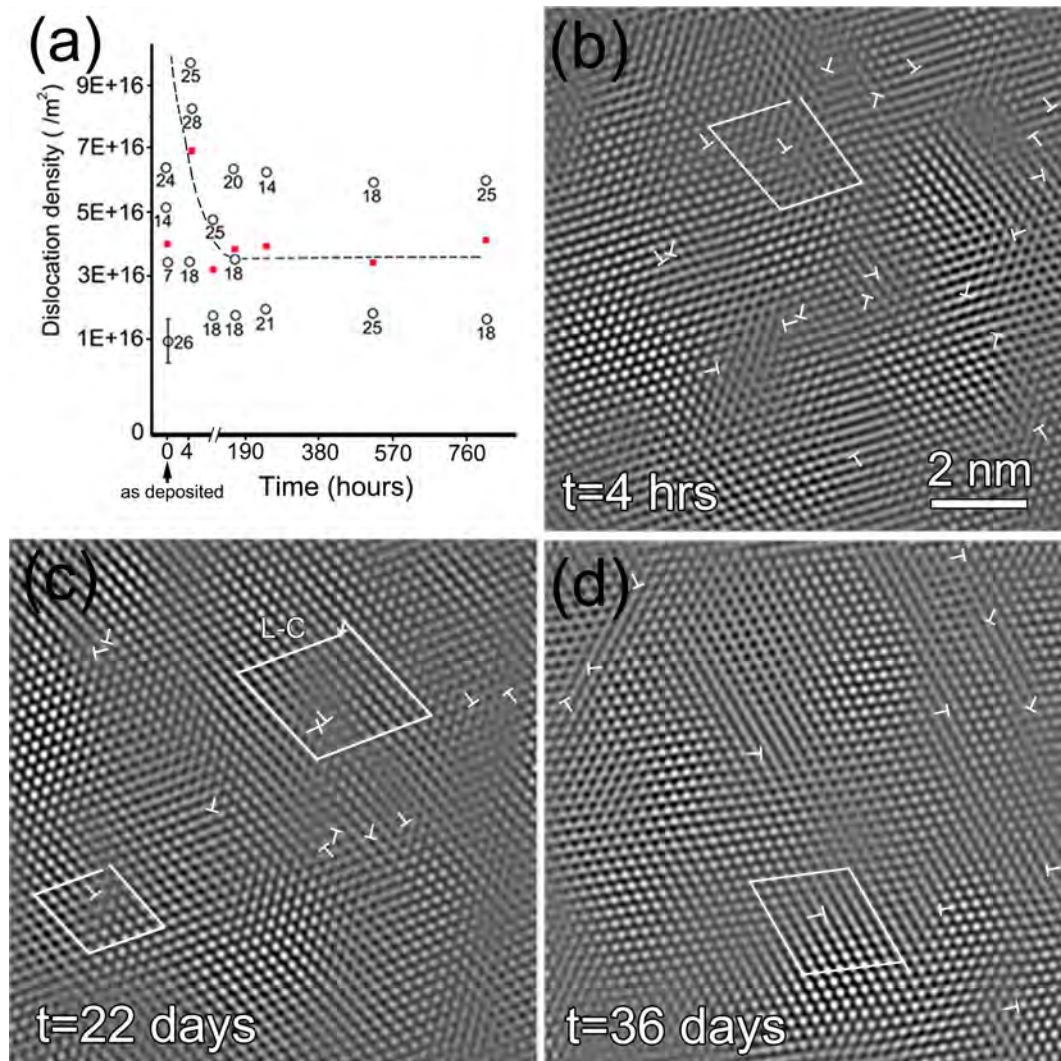 (a)
Dislocation density ( /m²)
9E+16
7E+16
5E+16
3E+16
1E+16
0
25
28
24
20
14
18
25
14
25
7
18
18
26
18
18
21
25
18
0 4 190 380 570 760
as deposited
Time (hours)
(b)
t=4 hrs
2 nm
(c)
L-C
t=22 days
(d)
t=36 days